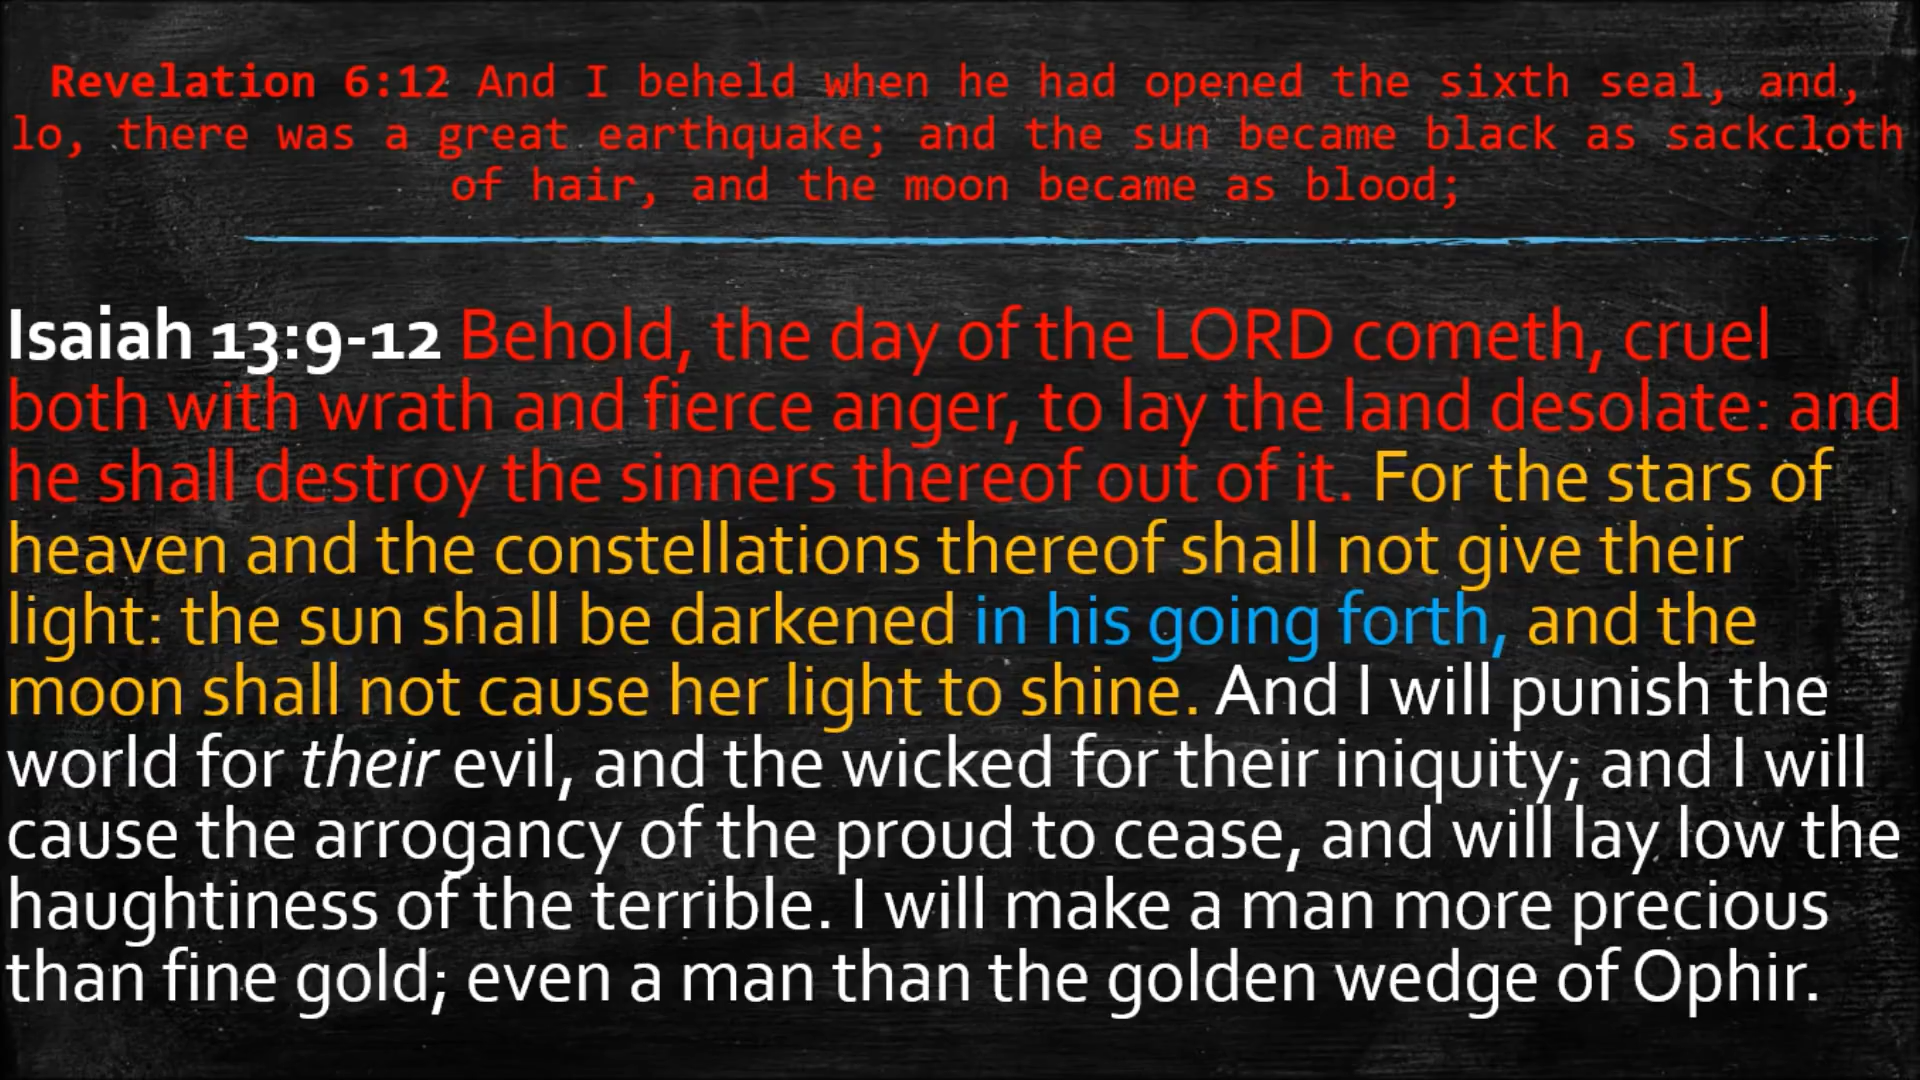 Revelation 6:12 And I beheld when he had opened the sixth seal, and,
lo, there was a great earthquake; and the sun became black as sackcloth
of hair, and the moon became as blood;
Isaiah 13:9-12 Behold, the day of the LORD cometh, cruel
both with wrath and fierce anger, to lay the land desolate: and
he shall destroy the sinners thereof out of it. For the stars of
heaven and the constellations thereof shall not give their
light: the sun shall be darkened in his going forth, and the
moon shall not cause her light to shine. And I will punish the
world for their evil, and the wicked for their iniquity; and I will
cause the arrogancy of the proud to cease, and will lay low the
haughtiness of the terrible. I will make a man more precious
than fine gold; even a man than the golden wedge of Ophir.